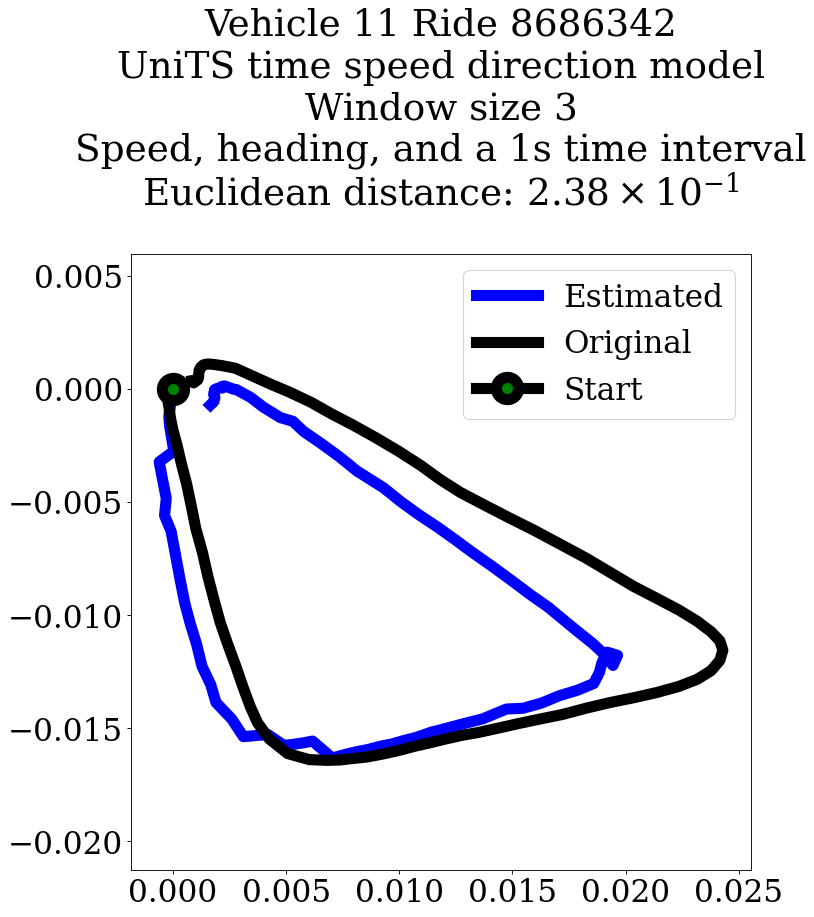 Vehicle 11 Ride 8686342
UniTS time speed direction model
Window size 3
Speed, heading, and a 1s time interval
Euclidean distance: 2.38 × 10⁻¹
Estimated
Original
Start
0.005
0.000
−0.005
−0.010
−0.015
−0.020
0.000 0.005 0.010 0.015 0.020 0.025